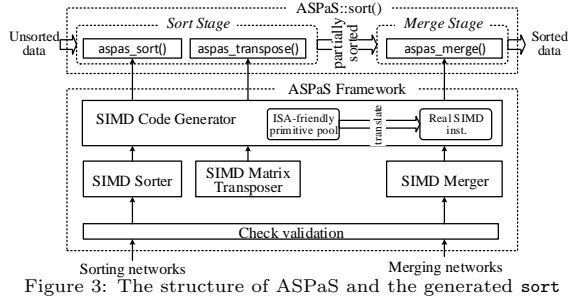 ASPaS::sort()
Sort Stage
Merge Stage
Unsorted data
aspas_sort()
aspas_transpose()
partially sorted
aspas_merge()
Sorted data
ASPaS Framework
SIMD Code Generator
ISA-friendly
primitive pool
translate
Real SIMD
inst.
SIMD Sorter
SIMD Matrix
Transposer
SIMD Merger
Check validation
Sorting networks
Merging networks
Figure 3: The structure of ASPaS and the generated sort